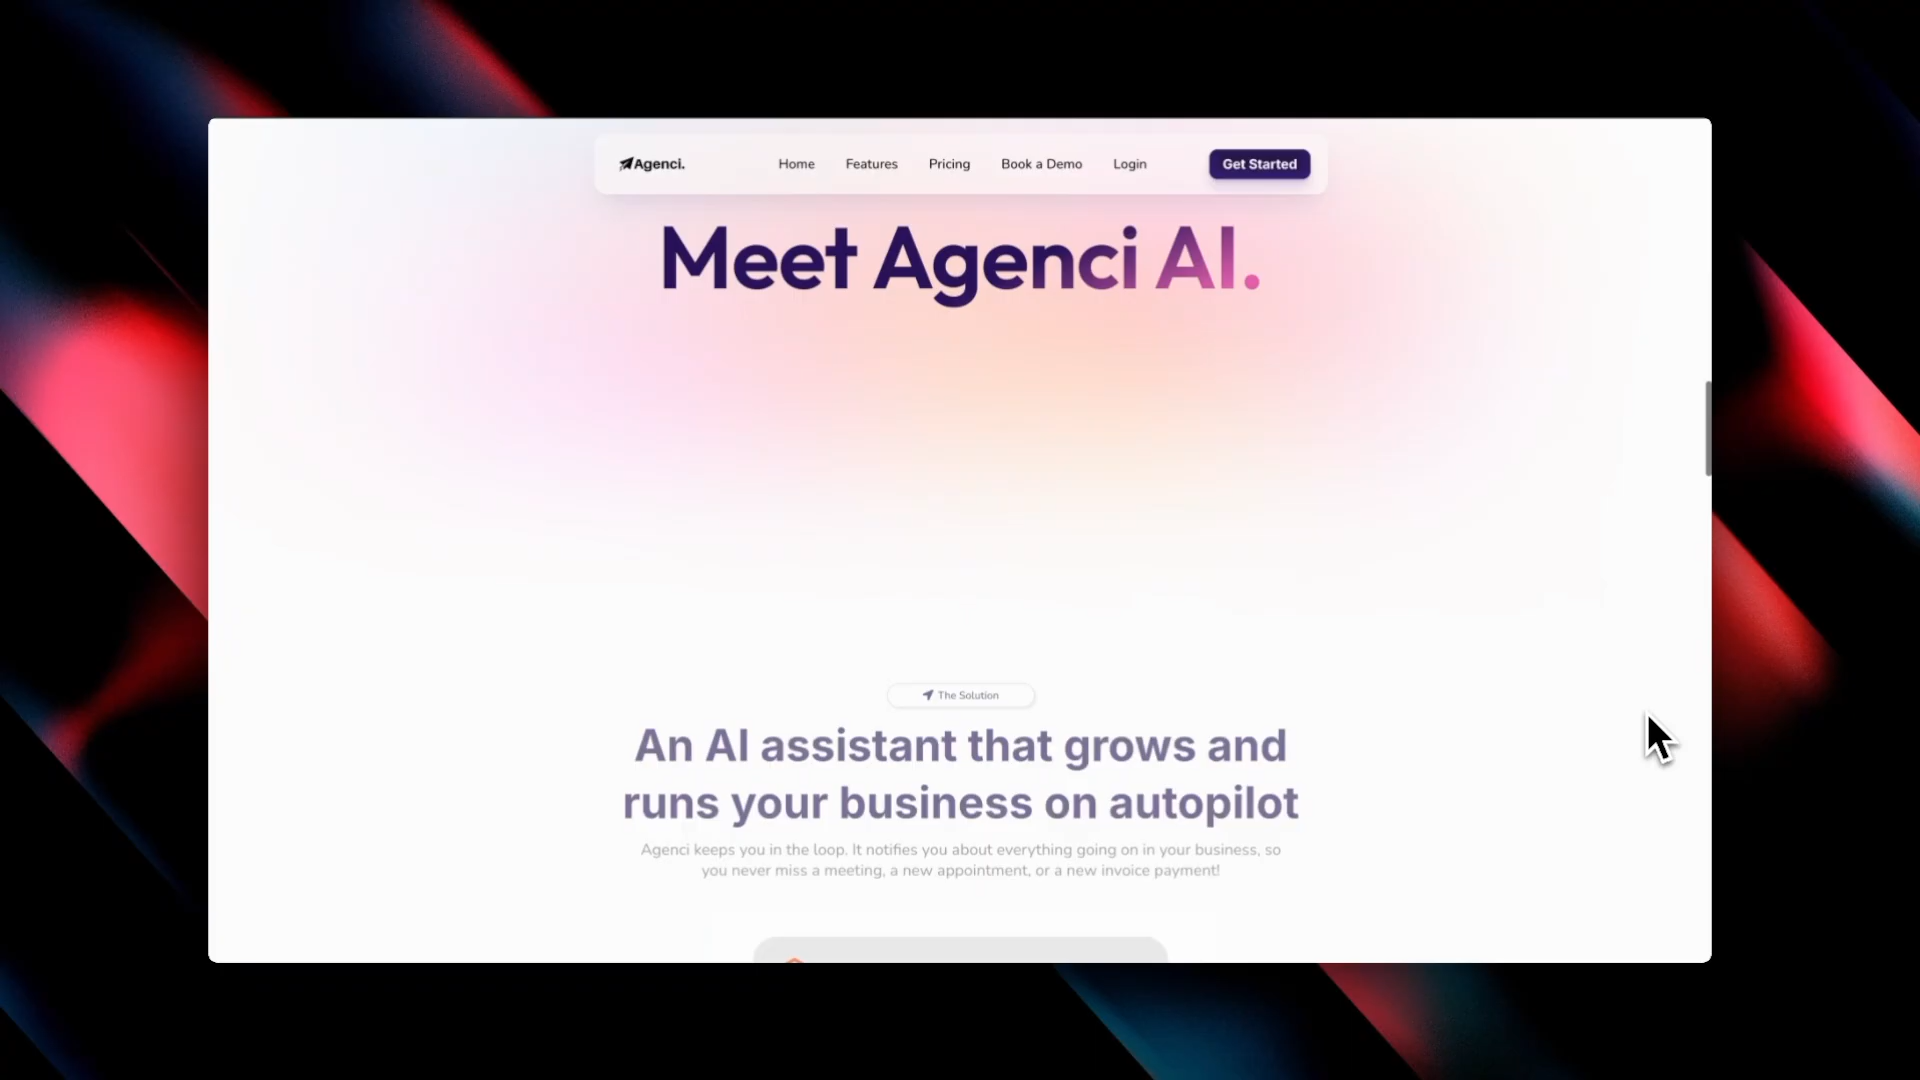 Agenci.
Home Features Pricing Book a Demo Login Get Started
Meet Agenci AI.
The Solution
An AI assistant that grows and
runs your business on autopilot
Agenci keeps you in the loop. It notifies you about everything going on in your business, so
you never miss a meeting, a new appointment, or a new invoice payment!